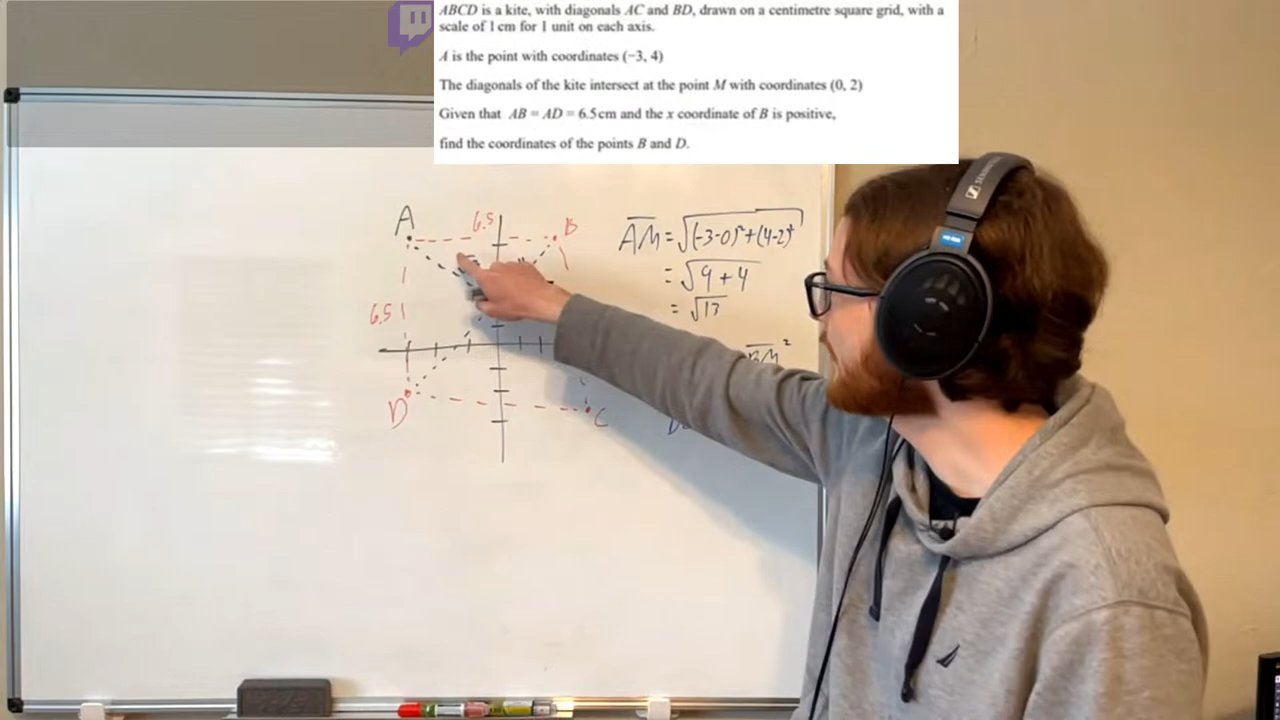 ABCD is a kite, with diagonals AC and BD, drawn on a centimetre square grid, with a
scale of 1 cm for 1 unit on each axis.
A is the point with coordinates (−3, 4)
The diagonals of the kite intersect at the point M with coordinates (0, 2)
Given that AB = AD = 6.5 cm and the x coordinate of B is positive,
find the coordinates of the points B and D.
A
6.5
B
6.5
D
C
AM = √(-3-0)² + (4-2)²
= √9 + 4
= √13
BM²